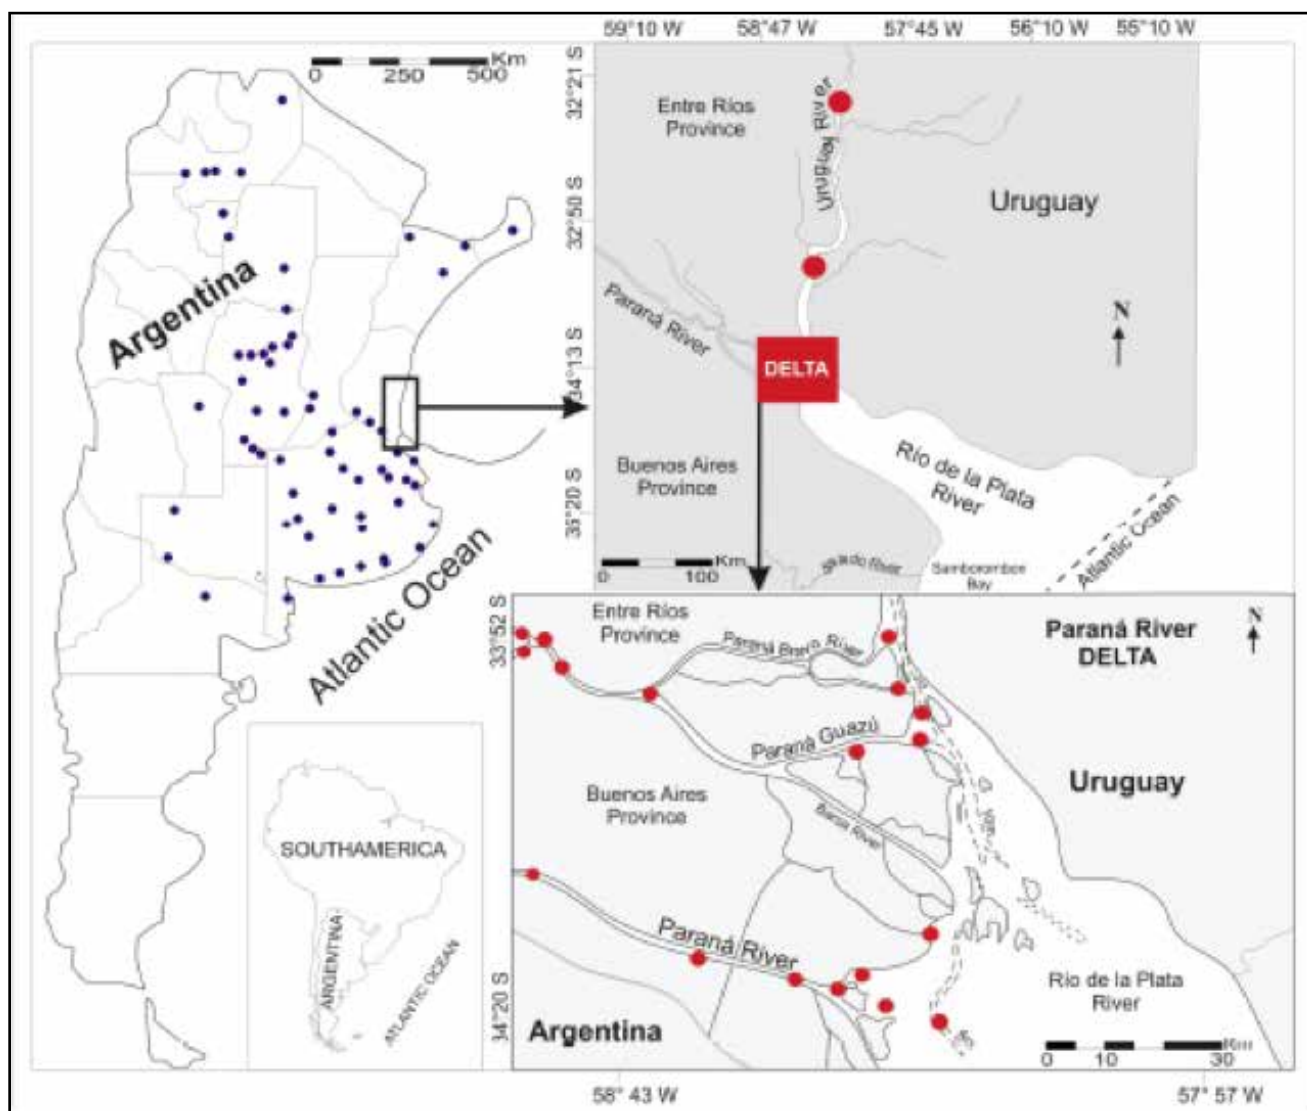 59°10 W 58°47 W 57°45 W 56°10 W 55°10 W
Km
0 250 500
Argentina
Atlantic Ocean
SOUTHAMERICA
ARGENTINA
ATLANTIC OCEAN
32°21 S
32°50 S
34°13 S
35°20 S
Entre Ríos
Province
Uruguay River
Uruguay
N
Paraná River
DELTA
Buenos Aires
Province
Río de la Plata
River
Atlantic Ocean
Km
0 100
Salado River
Samborombon
Bay
33°52 S
34°20 S
Entre Ríos
Province
Paraná Bravo River
N
Paraná River
DELTA
Paraná Guazú
Uruguay
Buenos Aires
Province
River
Paraná River
Río de la Plata
River
Argentina
Km
0 10 30
58° 43 W 57° 57 W